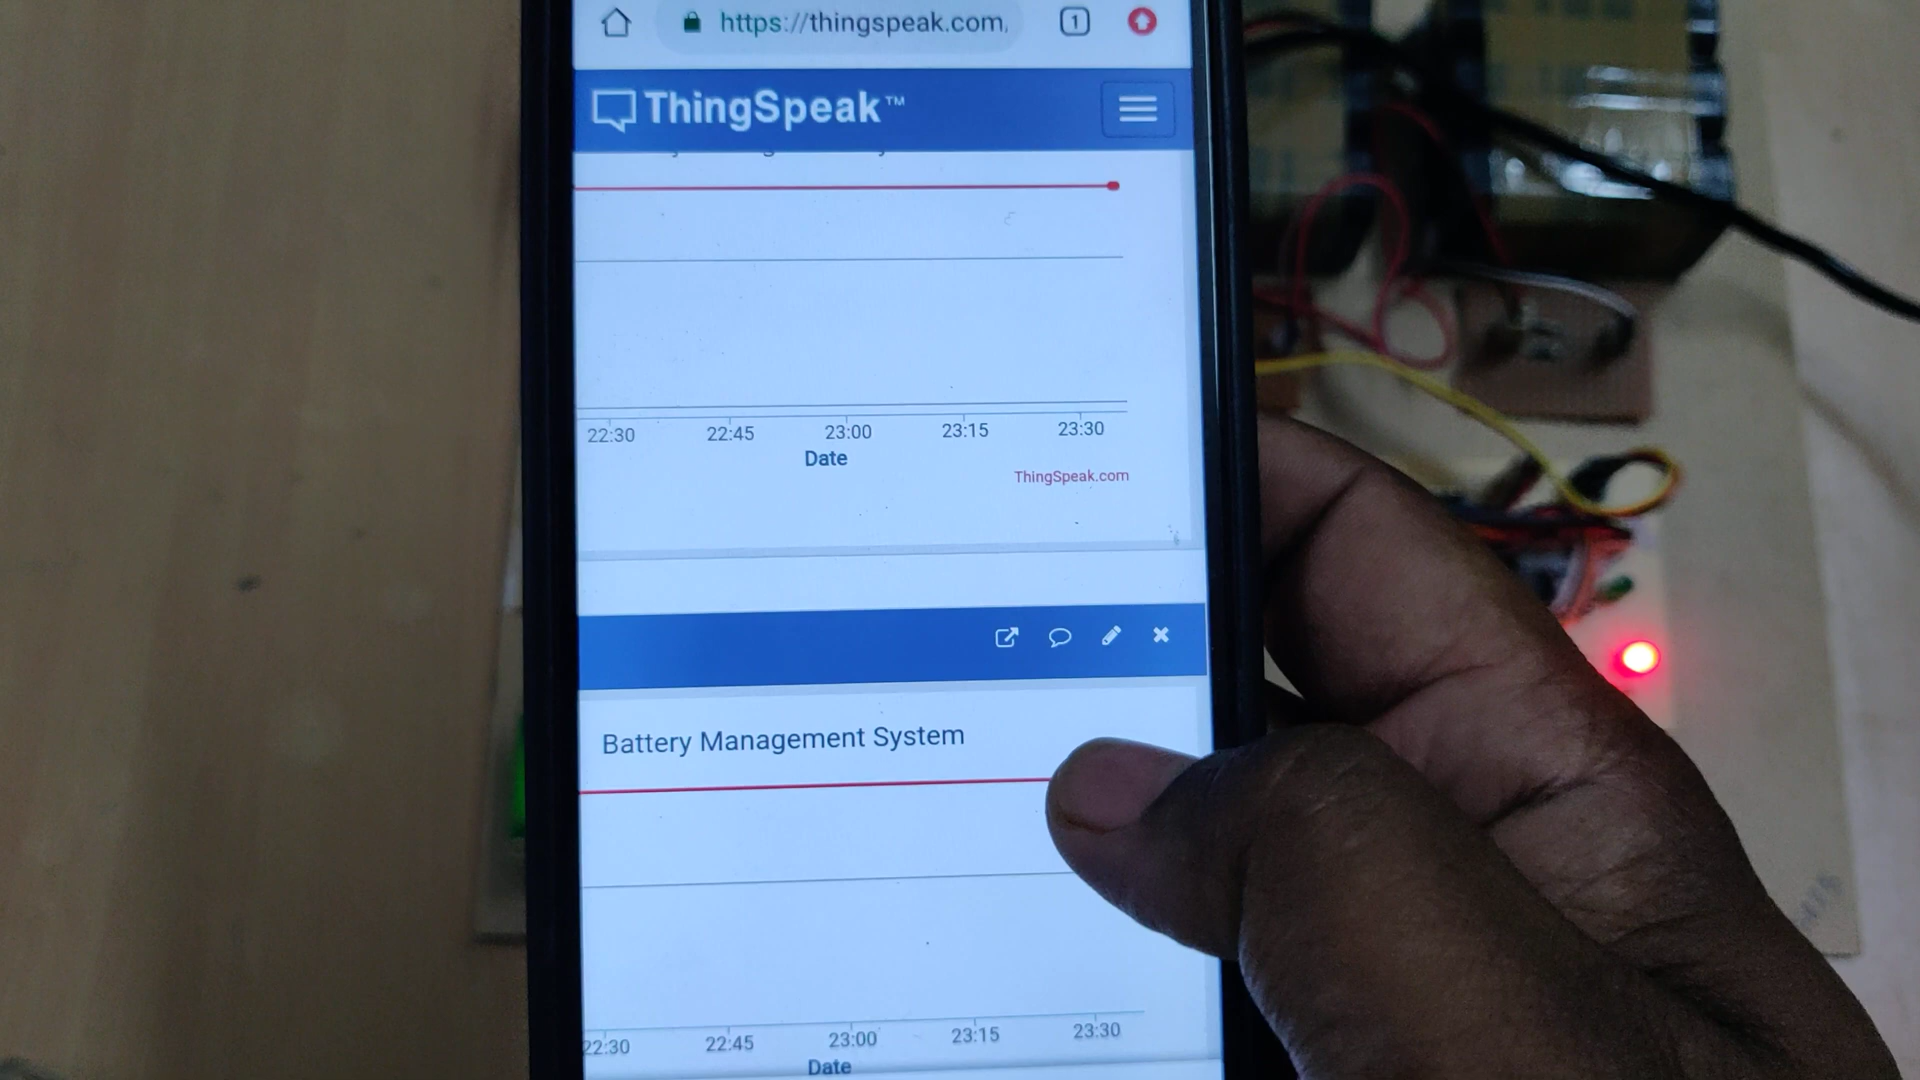 https://thingspeak.com,
1
ThingSpeak™
22:30 22:45 23:00 23:15 23:30
Date
ThingSpeak.com
Battery Management System
22:30 22:45 23:00 23:15 23:30
Date